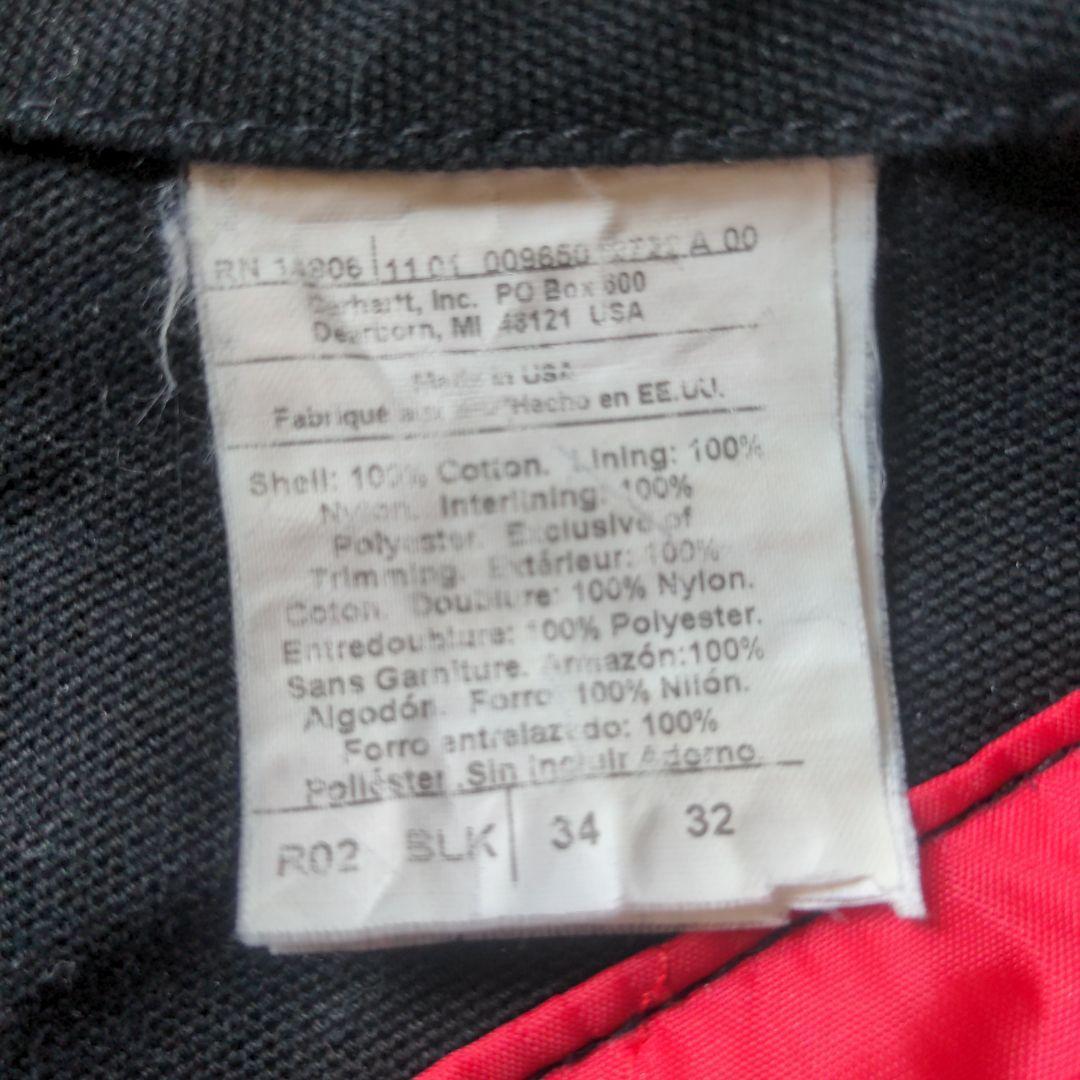 RN 14806 11 01 009650 A 00
Carhartt, Inc. PO Box 600
Dearborn, MI 48121 USA
Made in USA
Fabriqué aux Hecho en EE.UU.
Shell: 100% Cotton. Lining: 100%
Nylon. Interlining: 100%
Polyester. Exclusive of
Trimming. Extérieur: 100%
Coton. Doublure: 100% Nylon.
Entredoublure: 100% Polyester.
Sans Garniture. Armazón:100%
Algodón. Forro 100% Nilón.
Forro entrelazado: 100%
Poliéster .Sin Incluir Adorno
R02 BLK 34 32